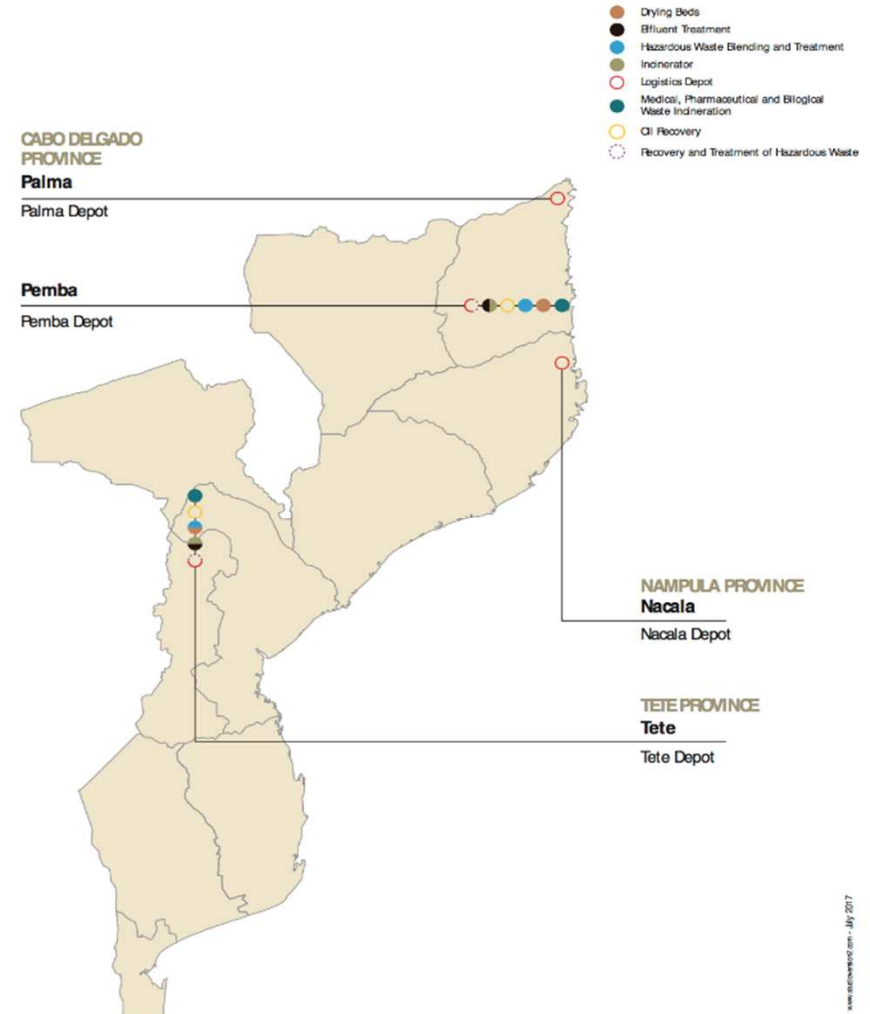 Drying Beds
Effluent Treatment
Hazardous Waste Blending and Treatment
Incinerator
Logistics Depot
Medical, Pharmaceutical and Bilogical
Waste Incineration
Oil Recovery
Recovery and Treatment of Hazardous Waste
CABO DELGADO
PROVINCE
Palma
Palma Depot
Pemba
Pemba Depot
NAMPULA PROVINCE
Nacala
Nacala Depot
TETE PROVINCE
Tete
Tete Depot
July 2017